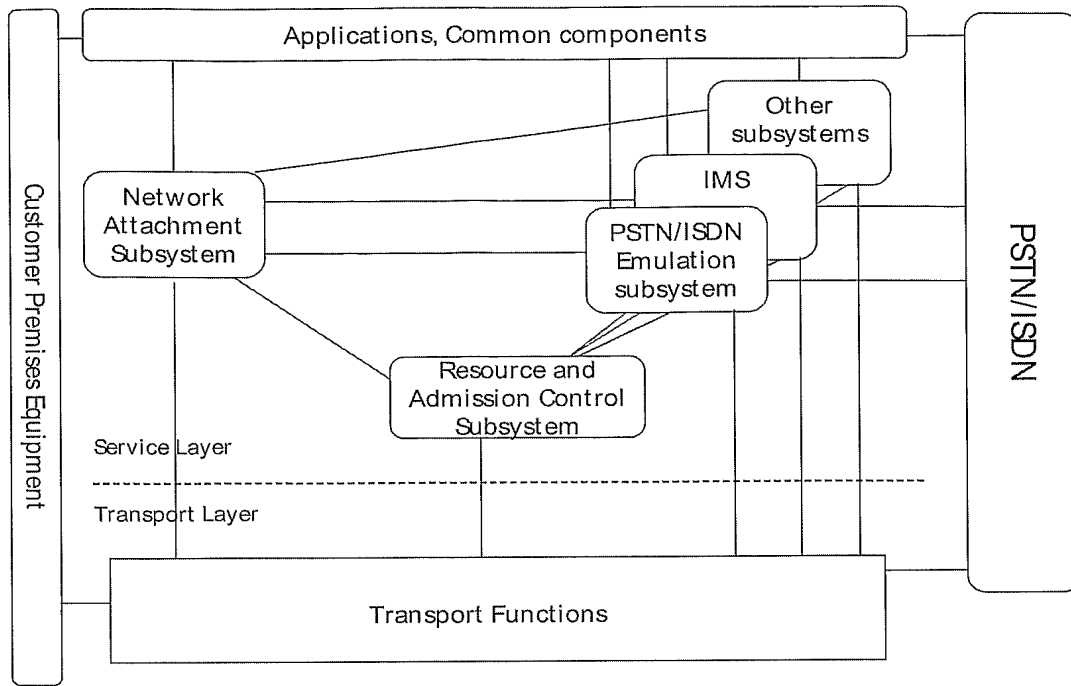 Applications, Common components
Other
subsystems
IMS
Network
Attachment
Subsystem
PSTN/ISDN
Emulation
subsystem
Resource and
Admission Control
Subsystem
Service Layer
Transport Layer
Transport Functions
Customer Premises Equipment
PSTN/ISDN